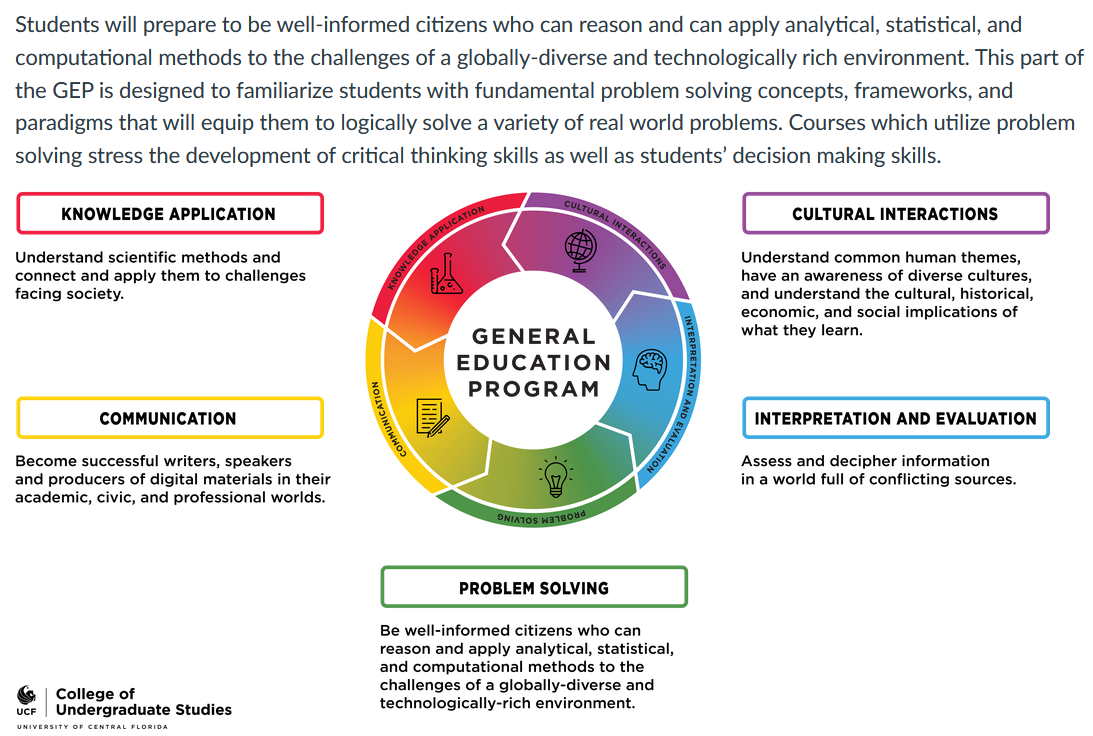 Students will prepare to be well-informed citizens who can reason and can apply analytical, statistical, and
computational methods to the challenges of a globally-diverse and technologically rich environment. This part of
the GEP is designed to familiarize students with fundamental problem solving concepts, frameworks, and
paradigms that will equip them to logically solve a variety of real world problems. Courses which utilize problem
solving stress the development of critical thinking skills as well as students’ decision making skills.
KNOWLEDGE APPLICATION
Understand scientific methods and
connect and apply them to challenges
facing society.
COMMUNICATION
Become successful writers, speakers
and producers of digital materials in their
academic, civic, and professional worlds.
KNOWLEDGE APPLICATION
CULTURAL INTERACTIONS
INTERPRETATION AND EVALUATION
PROBLEM SOLVING
COMMUNICATION
GENERAL
EDUCATION
PROGRAM
CULTURAL INTERACTIONS
Understand common human themes,
have an awareness of diverse cultures,
and understand the cultural, historical,
economic, and social implications of
what they learn.
INTERPRETATION AND EVALUATION
Assess and decipher information
in a world full of conflicting sources.
PROBLEM SOLVING
Be well-informed citizens who can
reason and apply analytical, statistical,
and computational methods to the
challenges of a globally-diverse and
technologically-rich environment.
UCF
College of
Undergraduate Studies
UNIVERSITY OF CENTRAL FLORIDA